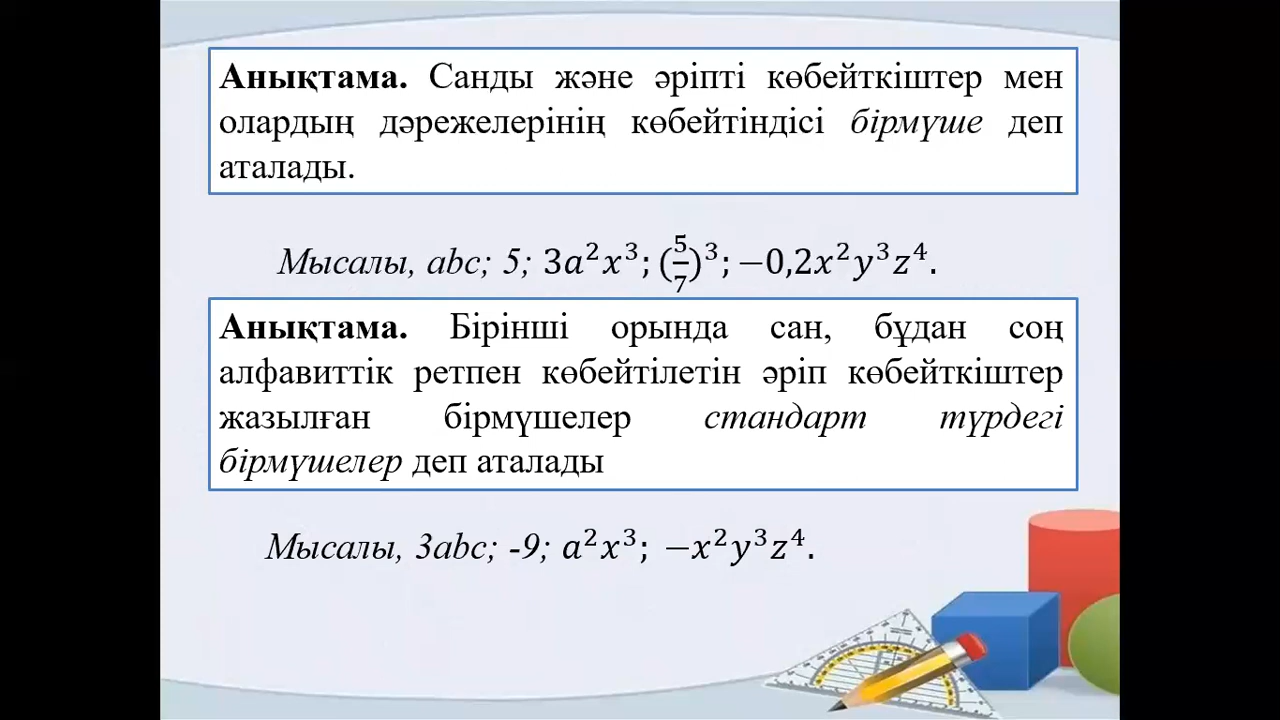 Анықтама. Санды және әріпті көбейткіштер мен
олардың дәрежелерінің көбейтіндісі бірмүше деп
аталады.
Мысалы, abc; 5; 3a²x³; (5/7)³; −0,2x²y³z⁴.
Анықтама. Бірінші орында сан, бұдан соң
алфавиттік ретпен көбейтілетін әріп көбейткіштер
жазылған бірмүшелер стандарт түрдегі
бірмүшелер деп аталады
Мысалы, 3abc; -9; a²x³; −x²y³z⁴.